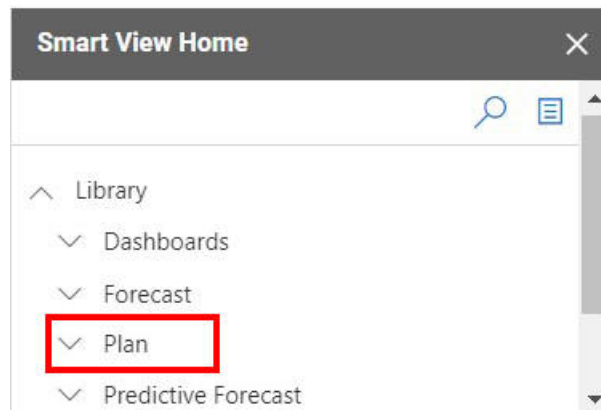 Smart View Home
Library
Dashboards
Forecast
Plan
Predictive Forecast